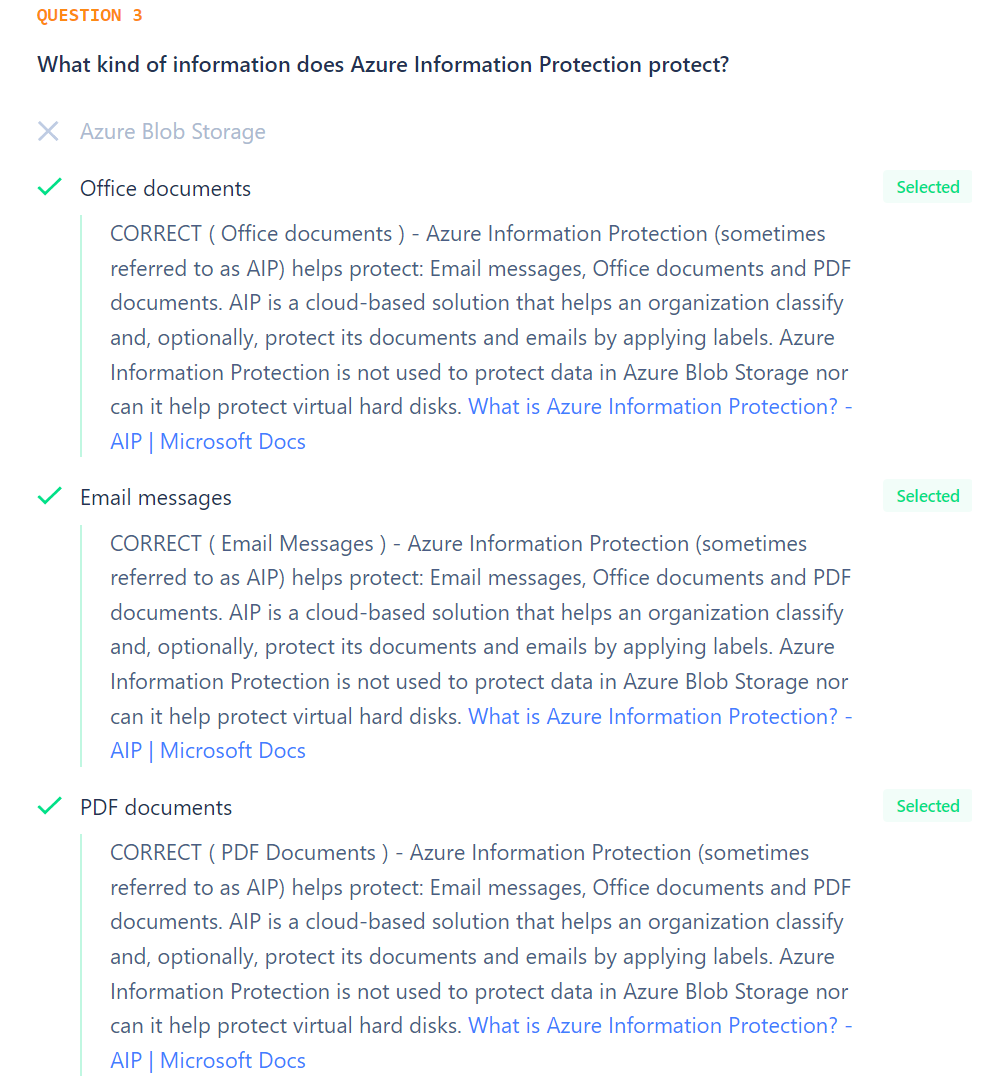 QUESTION 3
What kind of information does Azure Information Protection protect?
Azure Blob Storage
Office documents
Selected
CORRECT ( Office documents ) - Azure Information Protection (sometimes
referred to as AIP) helps protect: Email messages, Office documents and PDF
documents. AIP is a cloud-based solution that helps an organization classify
and, optionally, protect its documents and emails by applying labels. Azure
Information Protection is not used to protect data in Azure Blob Storage nor
can it help protect virtual hard disks. What is Azure Information Protection? -
AIP | Microsoft Docs
Email messages
Selected
CORRECT ( Email Messages ) - Azure Information Protection (sometimes
referred to as AIP) helps protect: Email messages, Office documents and PDF
documents. AIP is a cloud-based solution that helps an organization classify
and, optionally, protect its documents and emails by applying labels. Azure
Information Protection is not used to protect data in Azure Blob Storage nor
can it help protect virtual hard disks. What is Azure Information Protection? -
AIP | Microsoft Docs
PDF documents
Selected
CORRECT ( PDF Documents ) - Azure Information Protection (sometimes
referred to as AIP) helps protect: Email messages, Office documents and PDF
documents. AIP is a cloud-based solution that helps an organization classify
and, optionally, protect its documents and emails by applying labels. Azure
Information Protection is not used to protect data in Azure Blob Storage nor
can it help protect virtual hard disks. What is Azure Information Protection? -
AIP | Microsoft Docs